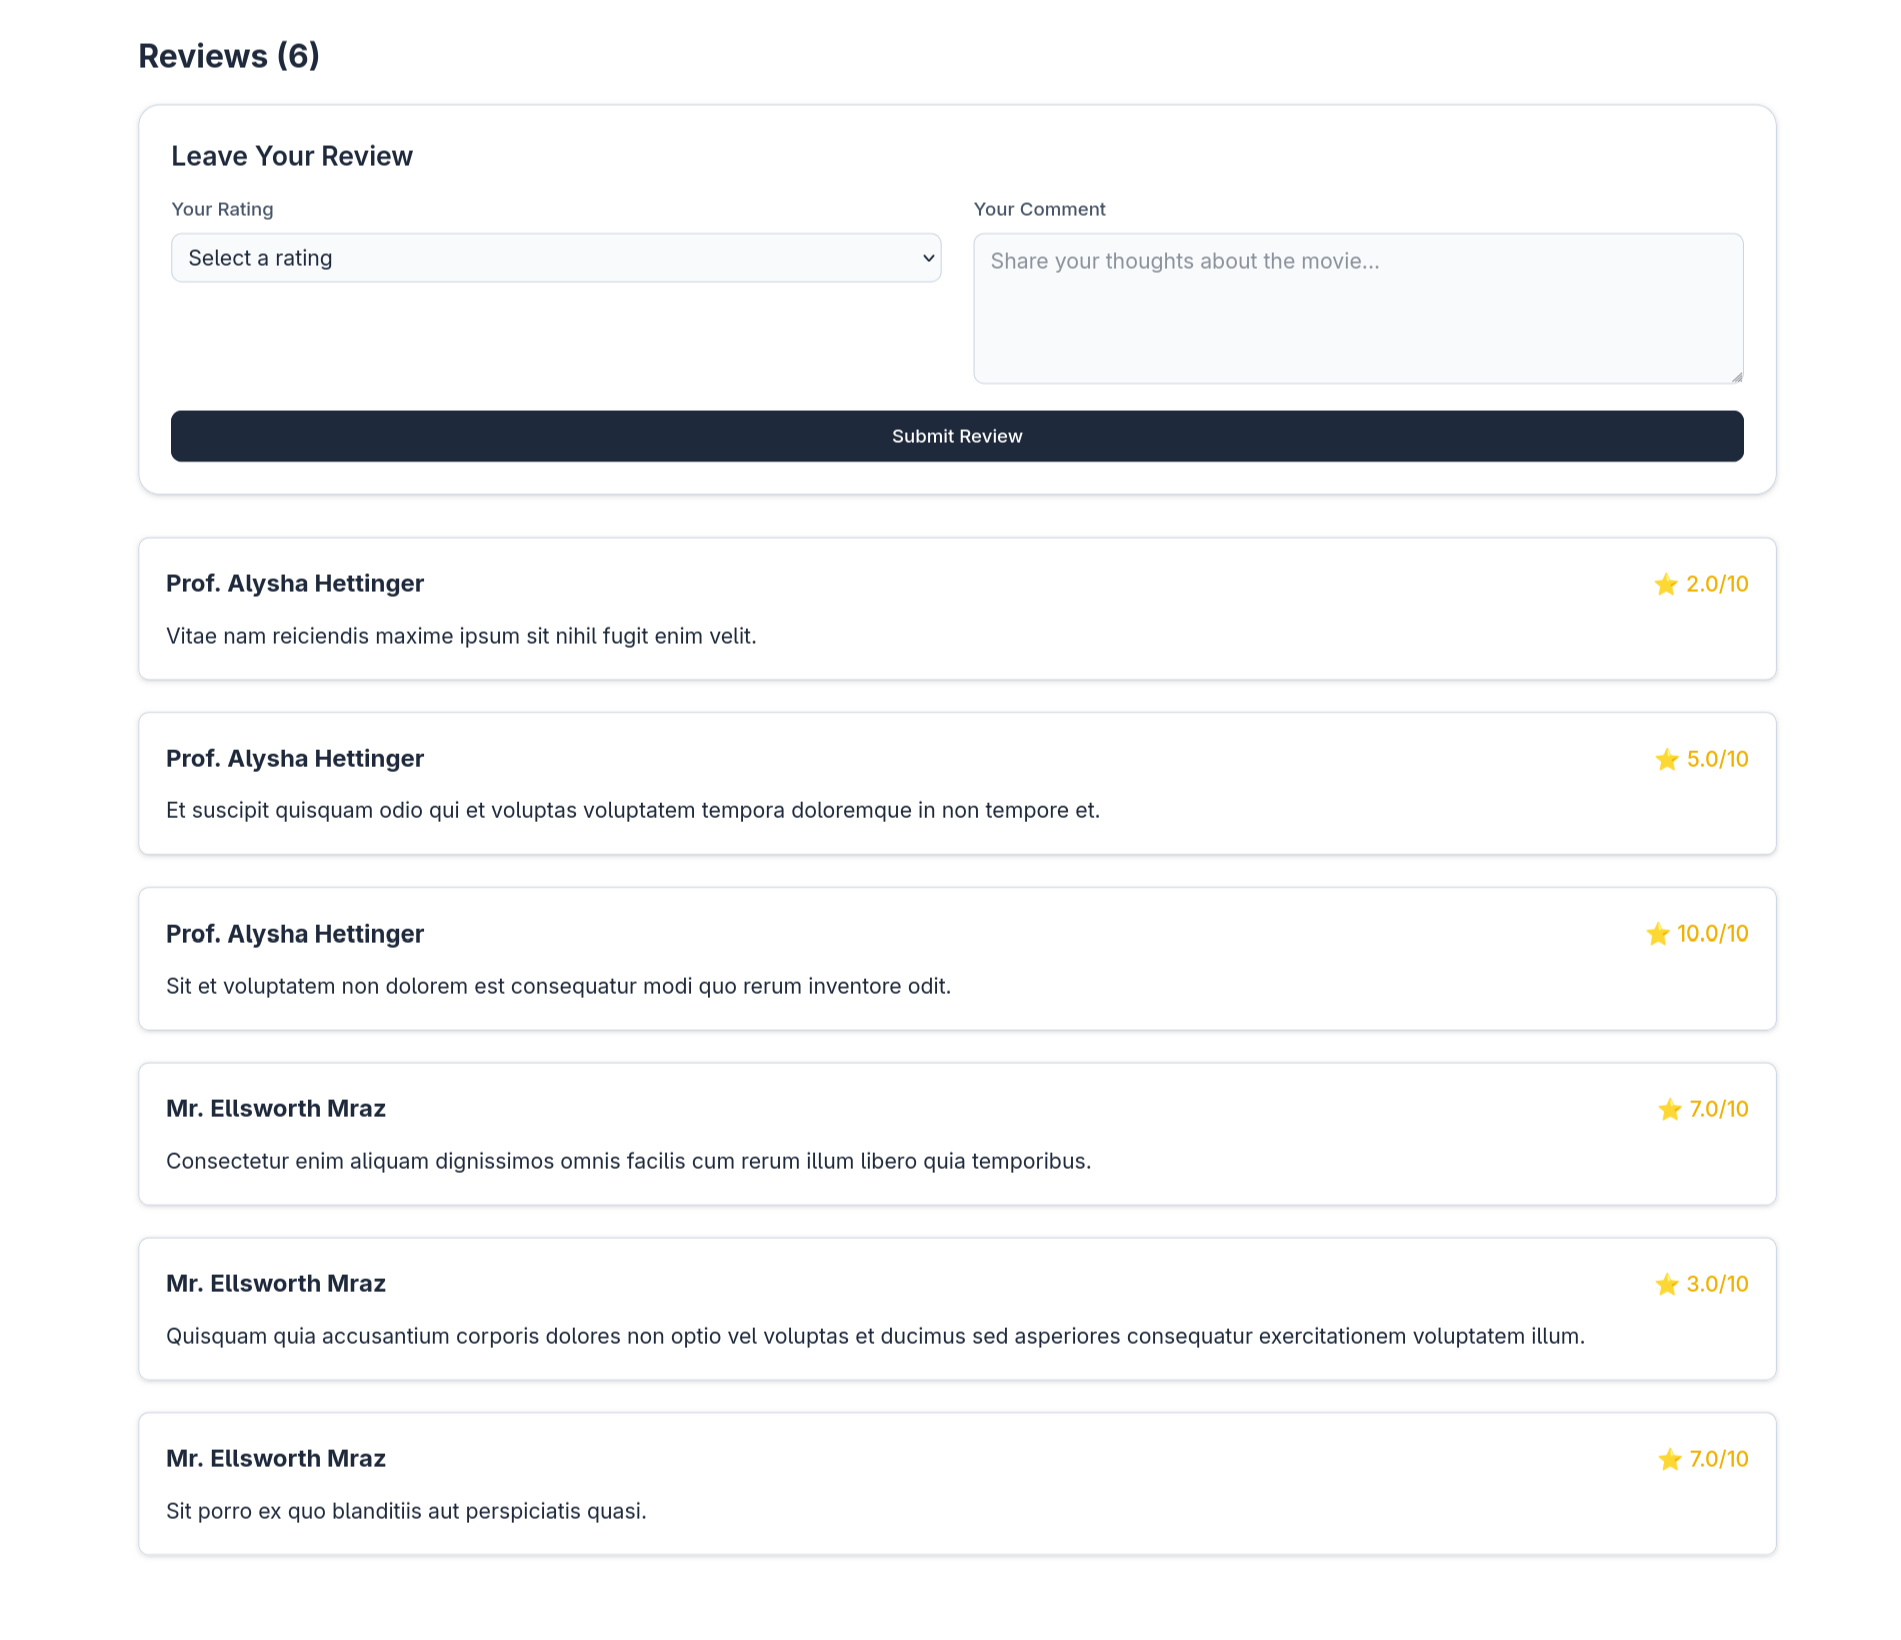 Reviews (6)
Leave Your Review
Your Rating
Select a rating
Your Comment
Share your thoughts about the movie...
Submit Review
Prof. Alysha Hettinger
⭐ 2.0/10
Vitae nam reiciendis maxime ipsum sit nihil fugit enim velit.
Prof. Alysha Hettinger
⭐ 5.0/10
Et suscipit quisquam odio qui et voluptas voluptatem tempora doloremque in non tempore et.
Prof. Alysha Hettinger
⭐ 10.0/10
Sit et voluptatem non dolorem est consequatur modi quo rerum inventore odit.
Mr. Ellsworth Mraz
⭐ 7.0/10
Consectetur enim aliquam dignissimos omnis facilis cum rerum illum libero quia temporibus.
Mr. Ellsworth Mraz
⭐ 3.0/10
Quisquam quia accusantium corporis dolores non optio vel voluptas et ducimus sed asperiores consequatur exercitationem voluptatem illum.
Mr. Ellsworth Mraz
⭐ 7.0/10
Sit porro ex quo blanditiis aut perspiciatis quasi.